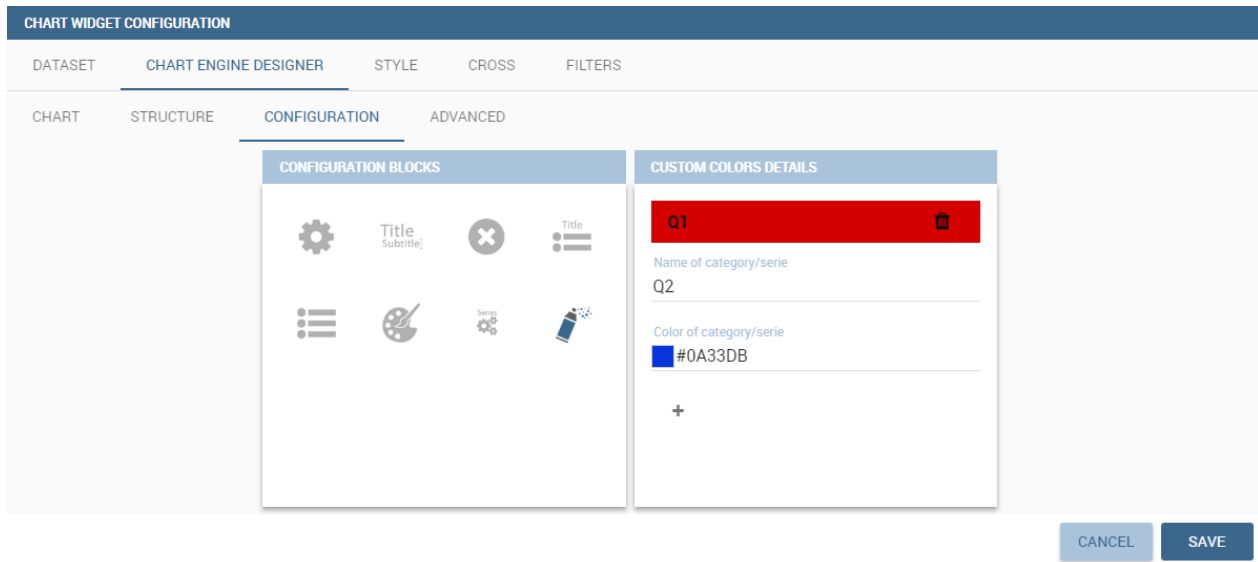 CHART WIDGET CONFIGURATION
DATASET CHART ENGINE DESIGNER STYLE CROSS FILTERS
CHART STRUCTURE CONFIGURATION ADVANCED
CONFIGURATION BLOCKS
Title
Subtitle[
Title
Series
CUSTOM COLORS DETAILS
Q1
Name of category/serie
Q2
Color of category/serie
#0A33DB
+
CANCEL SAVE